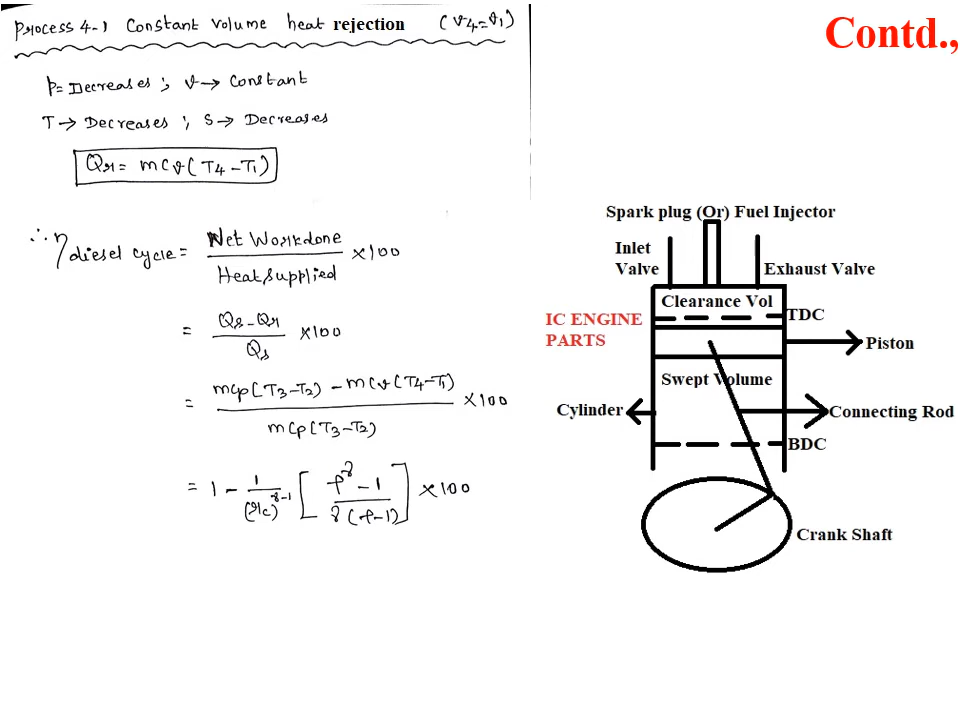 Contd.,
Process 4-1 Constant Volume heat rejection (v4=v1)
P= Decreases ; v→ Constant
T→ Decreases ; S→ Decreases
Qr = mcv(T4-T1)
∴ η diesel cycle = Net Workdone / Heat Supplied ×100
= Qs-Qr / Qs ×100
= mcp(T3-T2) - mcv(T4-T1) / mcp(T3-T2) ×100
= 1 - 1/(rc)^γ-1 [ ρ^γ - 1 / γ(ρ-1) ] ×100
Spark plug (Or) Fuel Injector
Inlet
Valve
Exhaust Valve
Clearance Vol
TDC
IC ENGINE
PARTS
Piston
Swept Volume
Cylinder
Connecting Rod
BDC
Crank Shaft